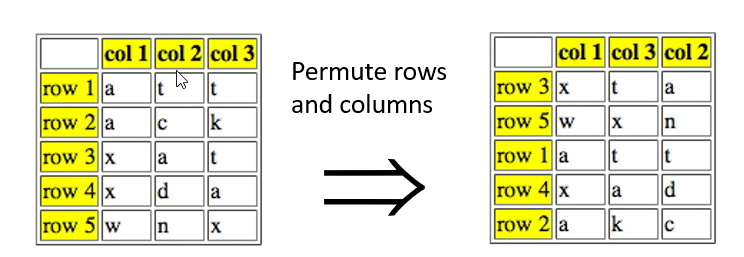 col 1 col 2 col 3
row 1 a t t
row 2 a c k
row 3 x a t
row 4 x d a
row 5 w n x
Permute rows
and columns
col 1 col 3 col 2
row 3 x t a
row 5 w x n
row 1 a t t
row 4 x a d
row 2 a k c